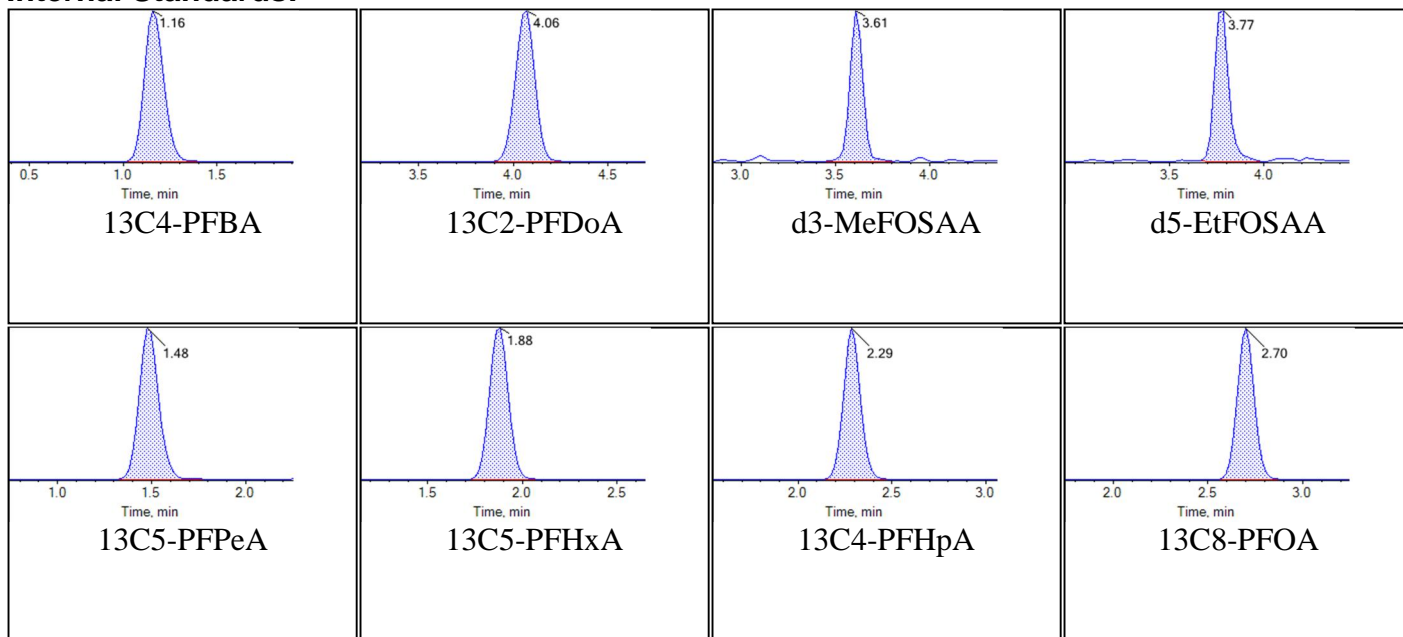 Internal Standards:
1.16
0.5 1.0 1.5
Time, min
13C4-PFBA
4.06
3.5 4.0 4.5
Time, min
13C2-PFDoA
3.61
3.0 3.5 4.0
Time, min
d3-MeFOSAA
3.77
3.5 4.0
Time, min
d5-EtFOSAA
1.48
1.0 1.5 2.0
Time, min
13C5-PFPeA
1.88
1.5 2.0 2.5
Time, min
13C5-PFHxA
2.29
2.0 2.5 3.0
Time, min
13C4-PFHpA
2.70
2.0 2.5 3.0
Time, min
13C8-PFOA